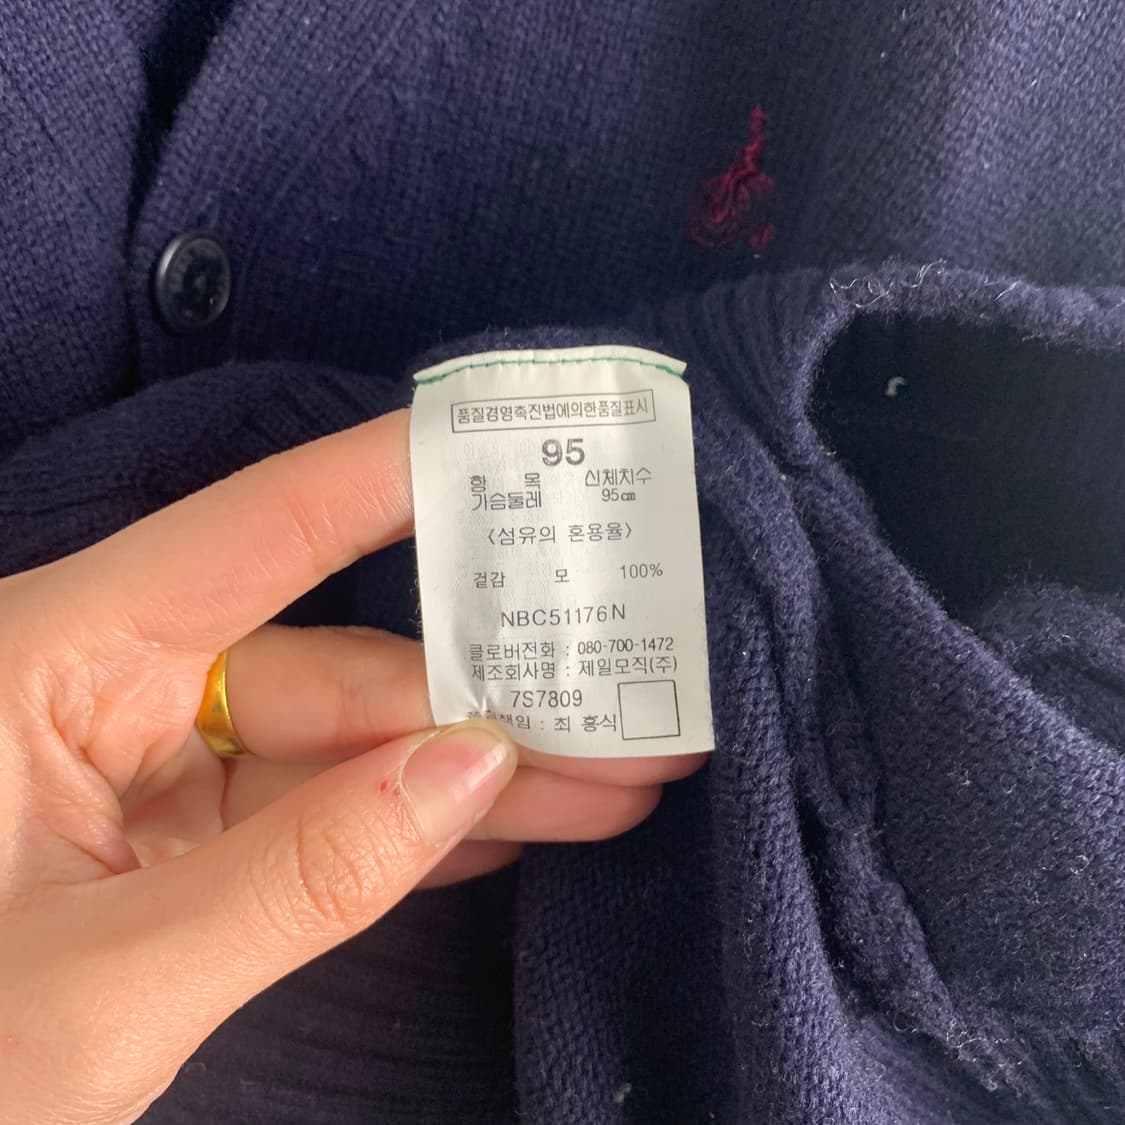 품질경영촉진법에의한품질표시
95
항 목 신체치수
가슴둘레 95㎝
〈섬유의 혼용율〉
겉감 모 100%
NBC51176N
클로버전화 : 080-700-1472
제조회사명 : 제일모직(주)
7S7809
책임 : 최 홍식